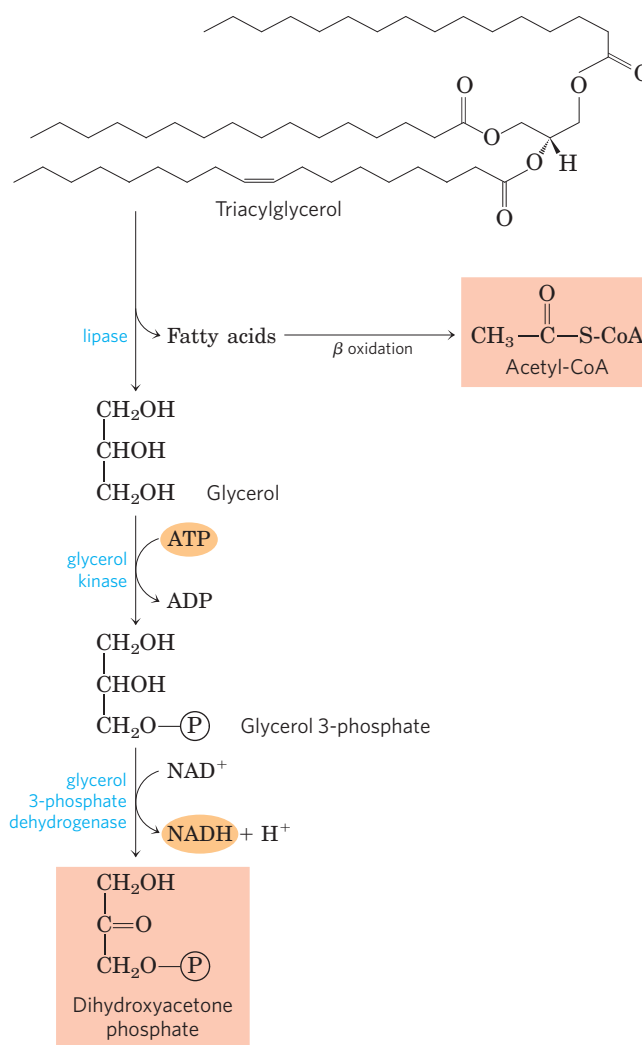 O
O
O
O
O
H
O
Triacylglycerol
lipase
Fatty acids
β oxidation
O
CH₃—C—S-CoA
Acetyl-CoA
CH₂OH
CHOH
CH₂OH
Glycerol
ATP
glycerol
kinase
ADP
CH₂OH
CHOH
CH₂O—P
Glycerol 3-phosphate
glycerol
3-phosphate
dehydrogenase
NAD⁺
NADH + H⁺
CH₂OH
C=O
CH₂O—P
Dihydroxyacetone
phosphate